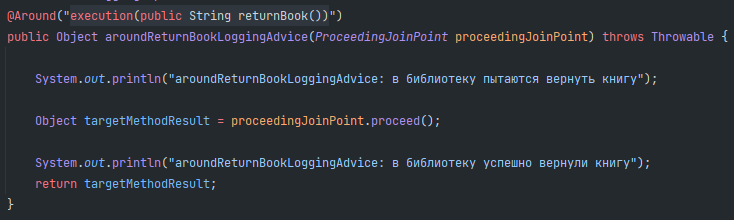 @Around("execution(public String returnBook())")
public Object aroundReturnBookLoggingAdvice(ProceedingJoinPoint proceedingJoinPoint) throws Throwable {
System.out.println("aroundReturnBookLoggingAdvice: в библиотеку пытаются вернуть книгу");
Object targetMethodResult = proceedingJoinPoint.proceed();
System.out.println("aroundReturnBookLoggingAdvice: в библиотеку успешно вернули книгу");
return targetMethodResult;
}